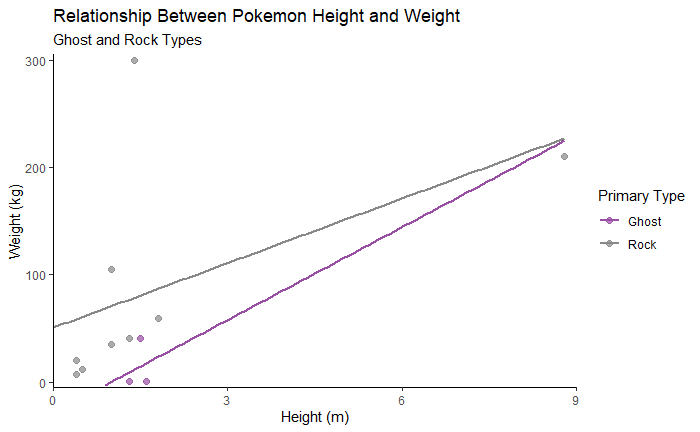 Relationship Between Pokemon Height and Weight
Ghost and Rock Types
300
200
100
0
Weight (kg)
0 3 6 9
Height (m)
Primary Type
Ghost
Rock